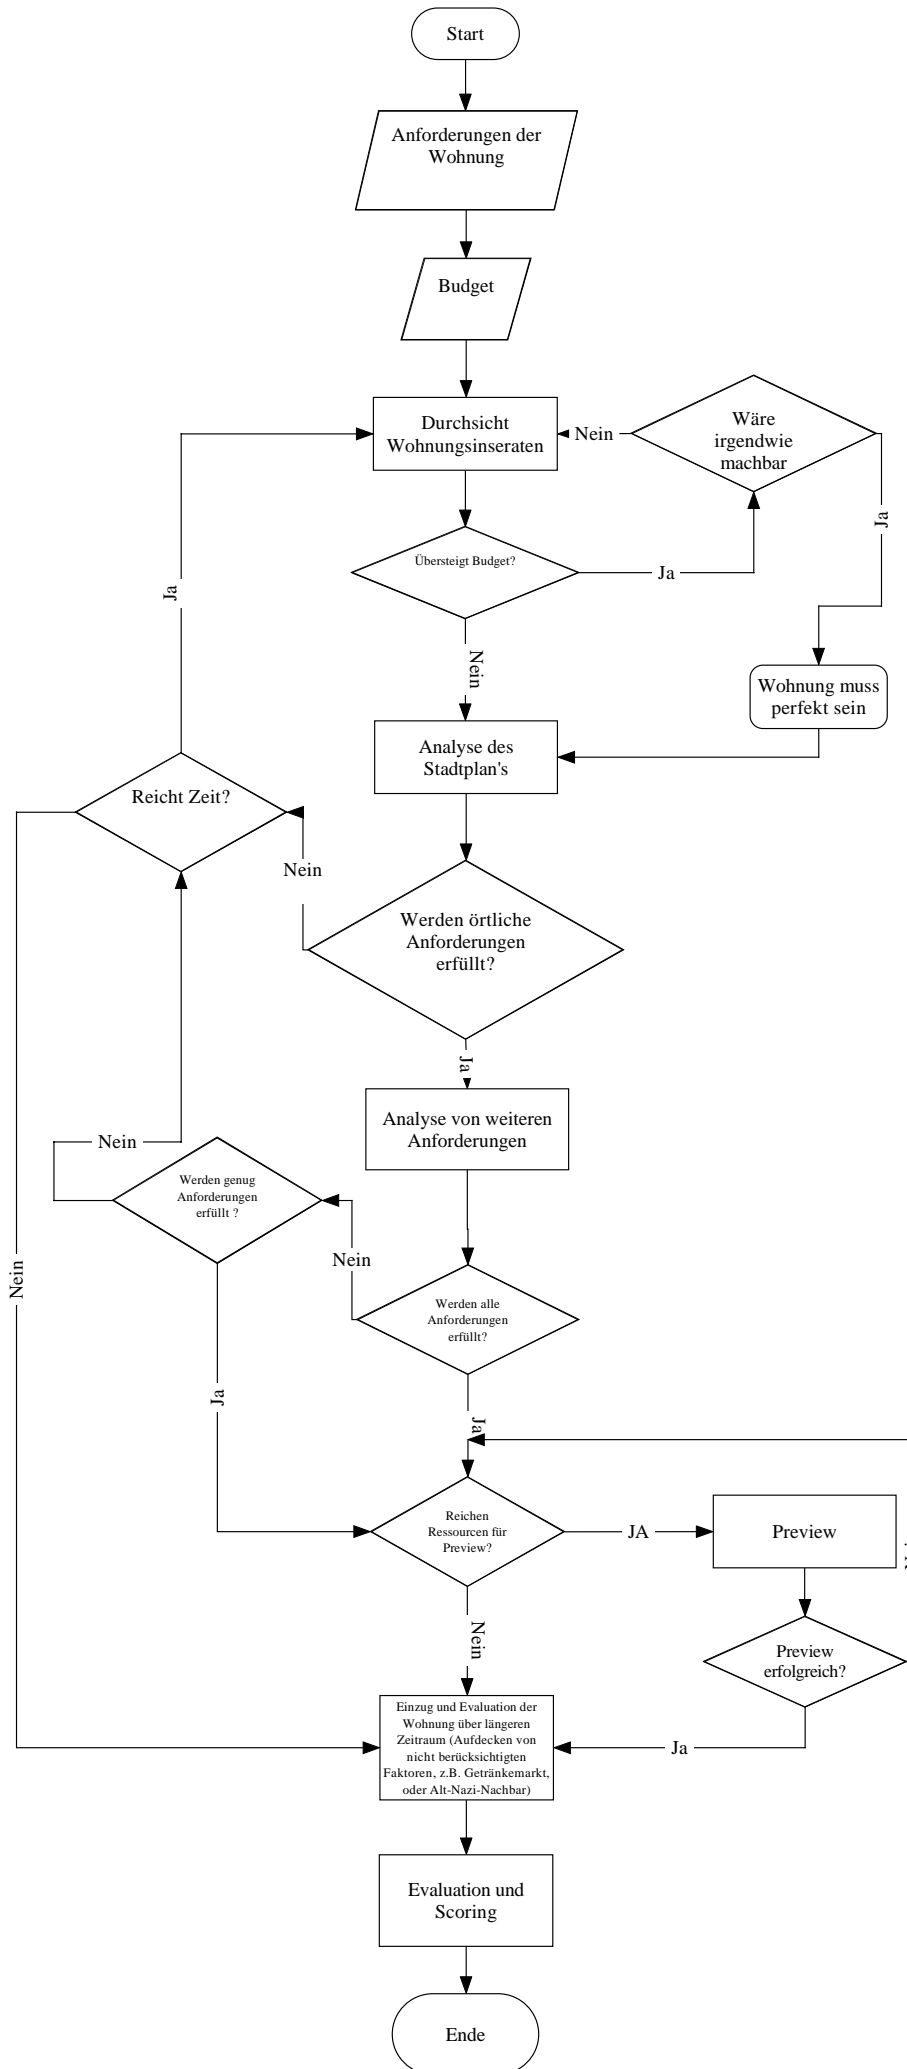 Start
Anforderungen der
Wohnung
Budget
Durchsicht
Wohnungsinseraten
Nein
Wäre
irgendwie
machbar
Ja
Übersteigt Budget?
Ja
Ja
Nein
Wohnung muss
perfekt sein
Analyse des
Stadtplan's
Reicht Zeit?
Nein
Werden örtliche
Anforderungen
erfüllt?
Ja
Analyse von weiteren
Anforderungen
Nein
Werden genug
Anforderungen
erfüllt ?
Nein
Nein
Werden alle
Anforderungen
erfüllt?
Ja
Ja
Reichen
Ressourcen für
Preview?
JA
Preview
Nein
Preview
erfolgreich?
Einzug und Evaluation der
Wohnung über längeren
Zeitraum (Aufdecken von
nicht berücksichtigten
Faktoren, z.B. Getränkemarkt,
oder Alt-Nazi-Nachbar)
Ja
Evaluation und
Scoring
Ende